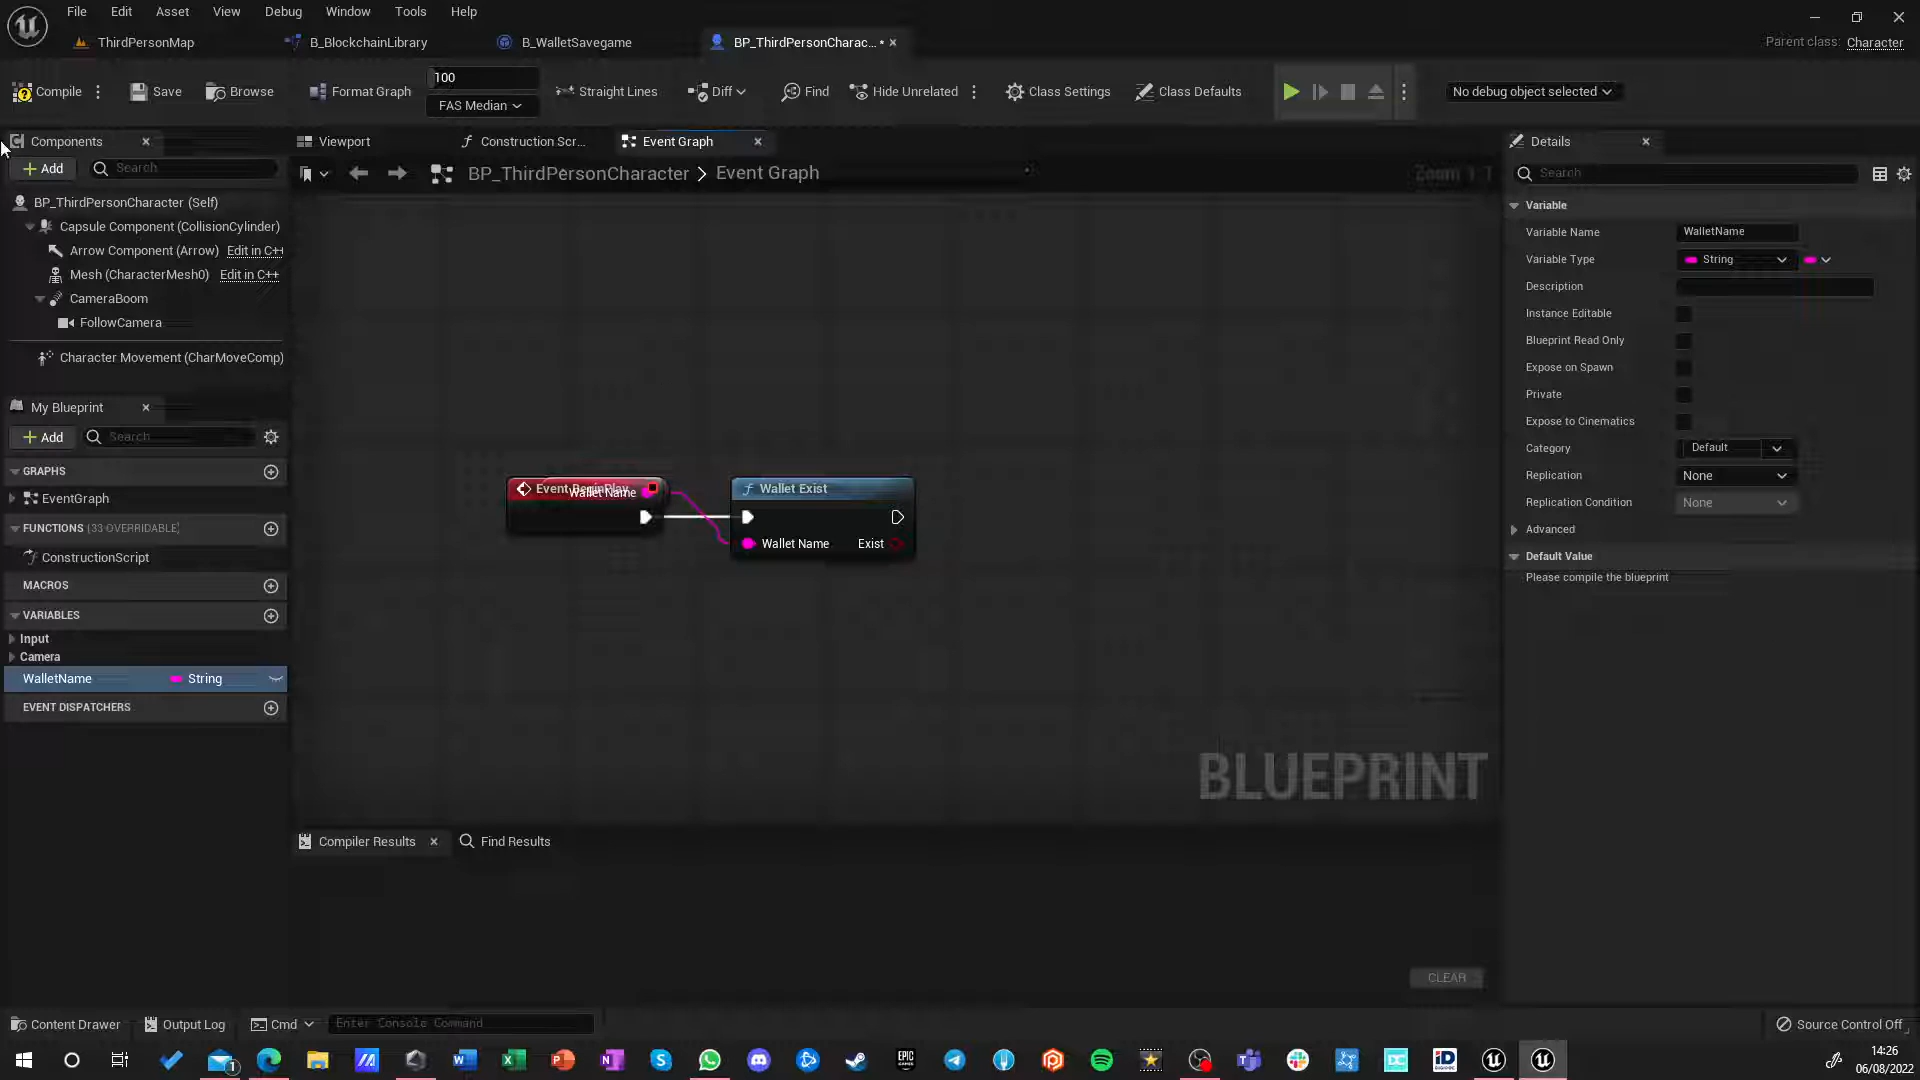 File Edit Asset View Debug Window Tools Help
ThirdPersonMap B_BlockchainLibrary B_WalletSavegame BP_ThirdPersonCharac... •
Parent class: Character
Compile Save Browse Format Graph 100 FAS Median Straight Lines Diff Find Hide Unrelated Class Settings Class Defaults No debug object selected
Components
Add Search
BP_ThirdPersonCharacter (Self)
Capsule Component (CollisionCylinder)
Arrow Component (Arrow) Edit in C++
Mesh (CharacterMesh0) Edit in C++
CameraBoom
FollowCamera
Character Movement (CharMoveComp)
My Blueprint
Add Search
GRAPHS
EventGraph
FUNCTIONS (33 OVERRIDABLE)
ConstructionScript
MACROS
VARIABLES
Input
Camera
WalletName String
EVENT DISPATCHERS
Viewport Construction Scr... Event Graph
BP_ThirdPersonCharacter > Event Graph Zoom 1:1
Event BeginPlay
Wallet Name
Wallet Exist
Wallet Name Exist
BLUEPRINT
Compiler Results Find Results
CLEAR
Details
Search
Variable
Variable Name WalletName
Variable Type String
Description
Instance Editable
Blueprint Read Only
Expose on Spawn
Private
Expose to Cinematics
Category Default
Replication None
Replication Condition None
Advanced
Default Value
Please compile the blueprint
Content Drawer Output Log Cmd Enter Console Command Source Control Off
14:26
06/08/2022